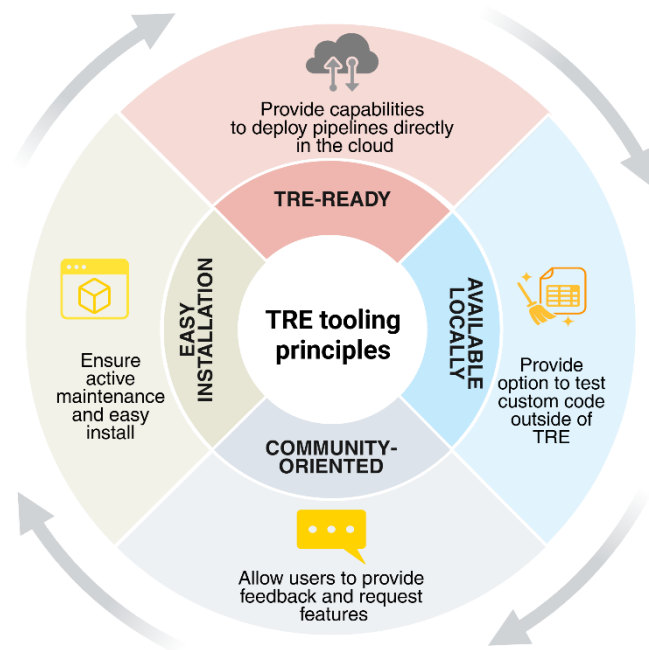 Provide capabilities
to deploy pipelines directly
in the cloud
TRE-READY
AVAILABLE
LOCALLY
Provide
option to test
custom code
outside of
TRE
TRE tooling
principles
COMMUNITY-
ORIENTED
Allow users to provide
feedback and request
features
EASY
INSTALLATION
Ensure
active
maintenance
and easy
install